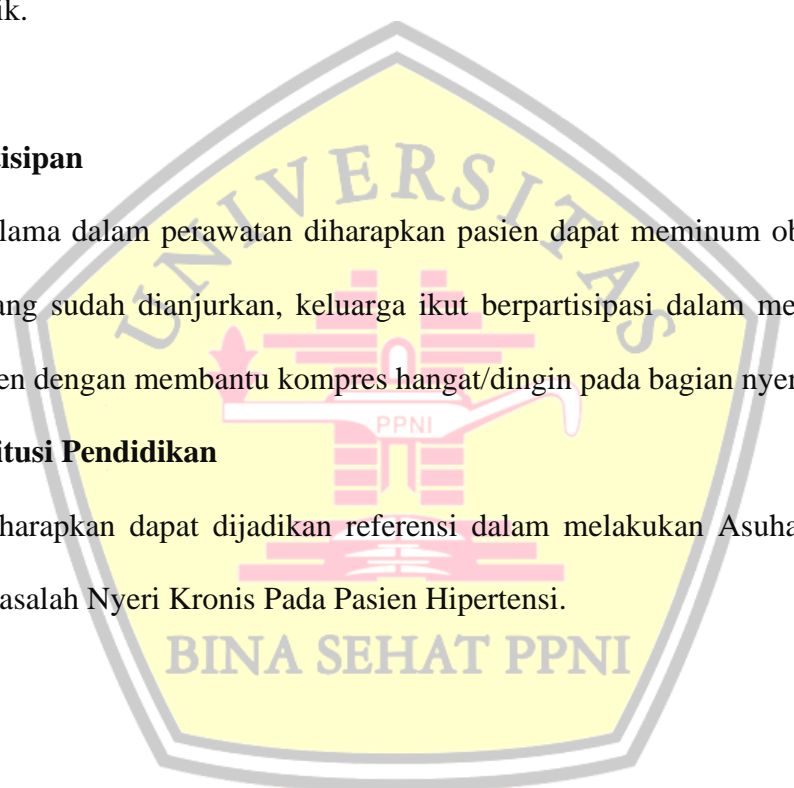 ik.
tisipan
lama dalam perawatan diharapkan pasien dapat meminum ob
ang sudah dianjurkan, keluarga ikut berpartisipasi dalam me
en dengan membantu kompres hangat/dingin pada bagian nyer
itusi Pendidikan
harapkan dapat dijadikan referensi dalam melakukan Asuha
asalah Nyeri Kronis Pada Pasien Hipertensi.
UNIVERSITAS
PPNI
BINA SEHAT PPNI